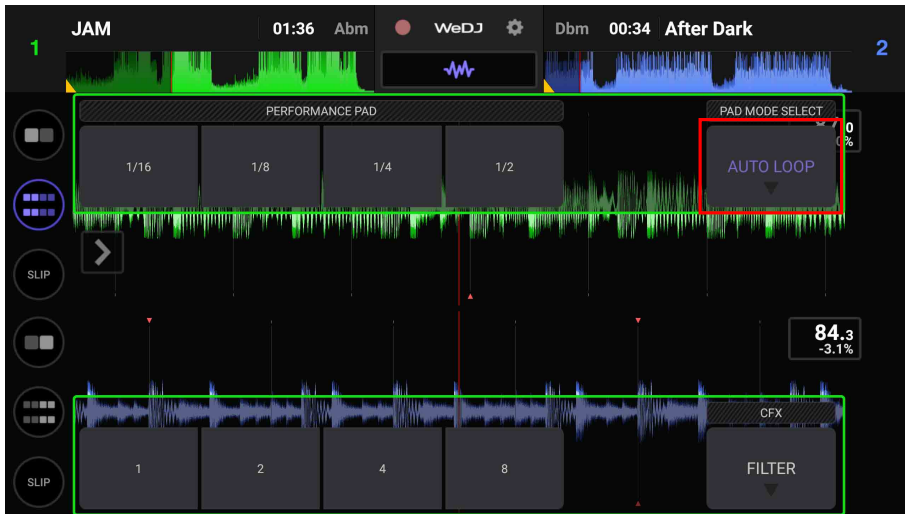 JAM 01:36 Abm WeDJ Dbm 00:34 After Dark
1 2
PERFORMANCE PAD PAD MODE SELECT
1/16 1/8 1/4 1/2 AUTO LOOP
SLIP
84.3
-3.1%
CFX
1 2 4 8 FILTER
SLIP